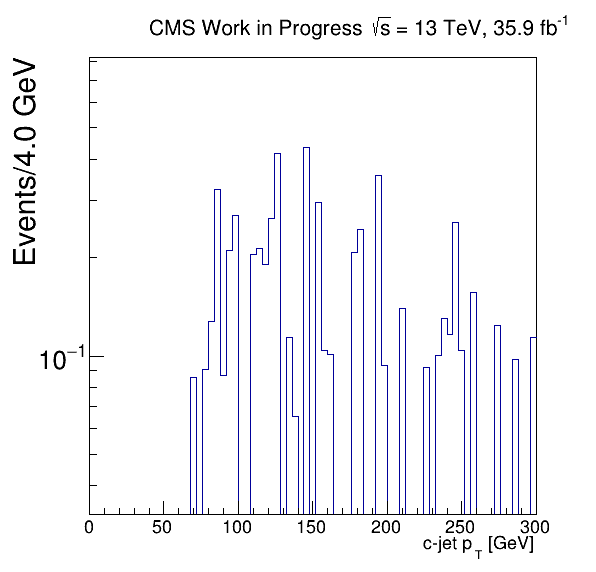 CMS Work in Progress √s = 13 TeV, 35.9 fb⁻¹
Events/4.0 GeV
10⁻¹
0 50 100 150 200 250 300
c-jet p_T [GeV]